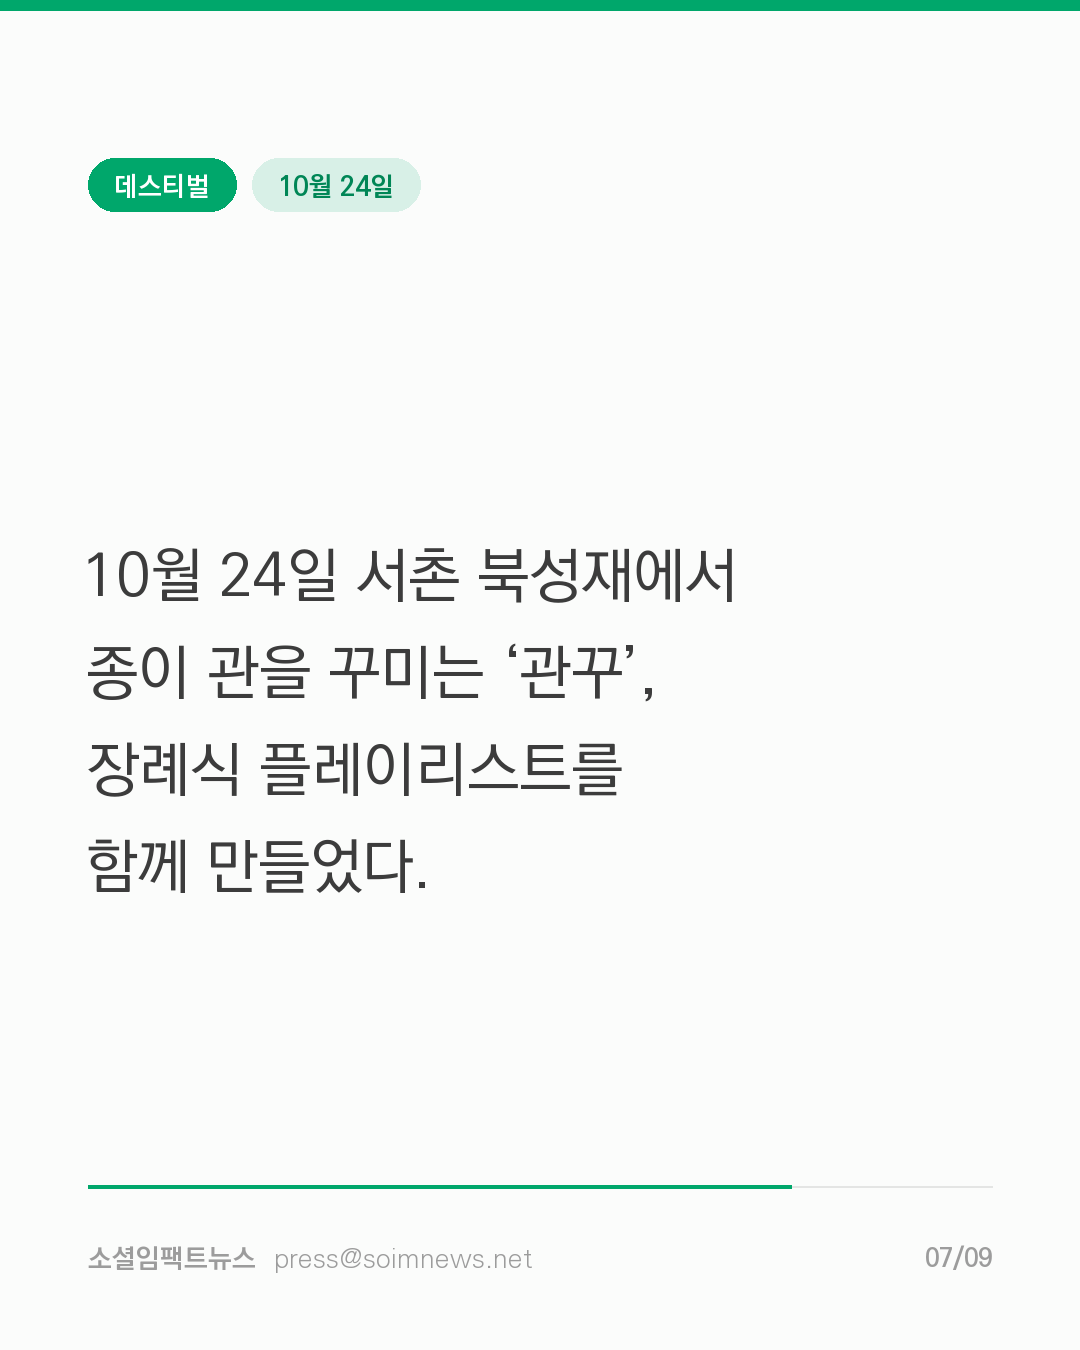 데스티벌 10월 24일
10월 24일 서촌 북성재에서
종이 관을 꾸미는 ‘관꾸’,
장례식 플레이리스트를
함께 만들었다.
소셜임팩트뉴스 press@soimnews.net 07/09